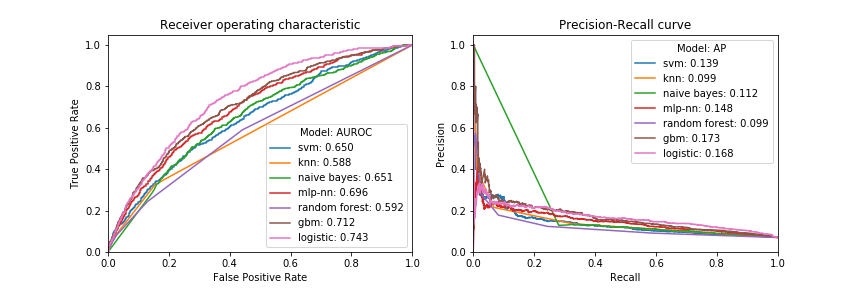 Receiver operating characteristic
1.0
0.8
0.6
0.4
0.2
0.0
True Positive Rate
0.0 0.2 0.4 0.6 0.8 1.0
False Positive Rate
Model: AUROC
svm: 0.650
knn: 0.588
naive bayes: 0.651
mlp-nn: 0.696
random forest: 0.592
gbm: 0.712
logistic: 0.743
Precision-Recall curve
1.0
0.8
0.6
0.4
0.2
0.0
Precision
0.0 0.2 0.4 0.6 0.8 1.0
Recall
Model: AP
svm: 0.139
knn: 0.099
naive bayes: 0.112
mlp-nn: 0.148
random forest: 0.099
gbm: 0.173
logistic: 0.168